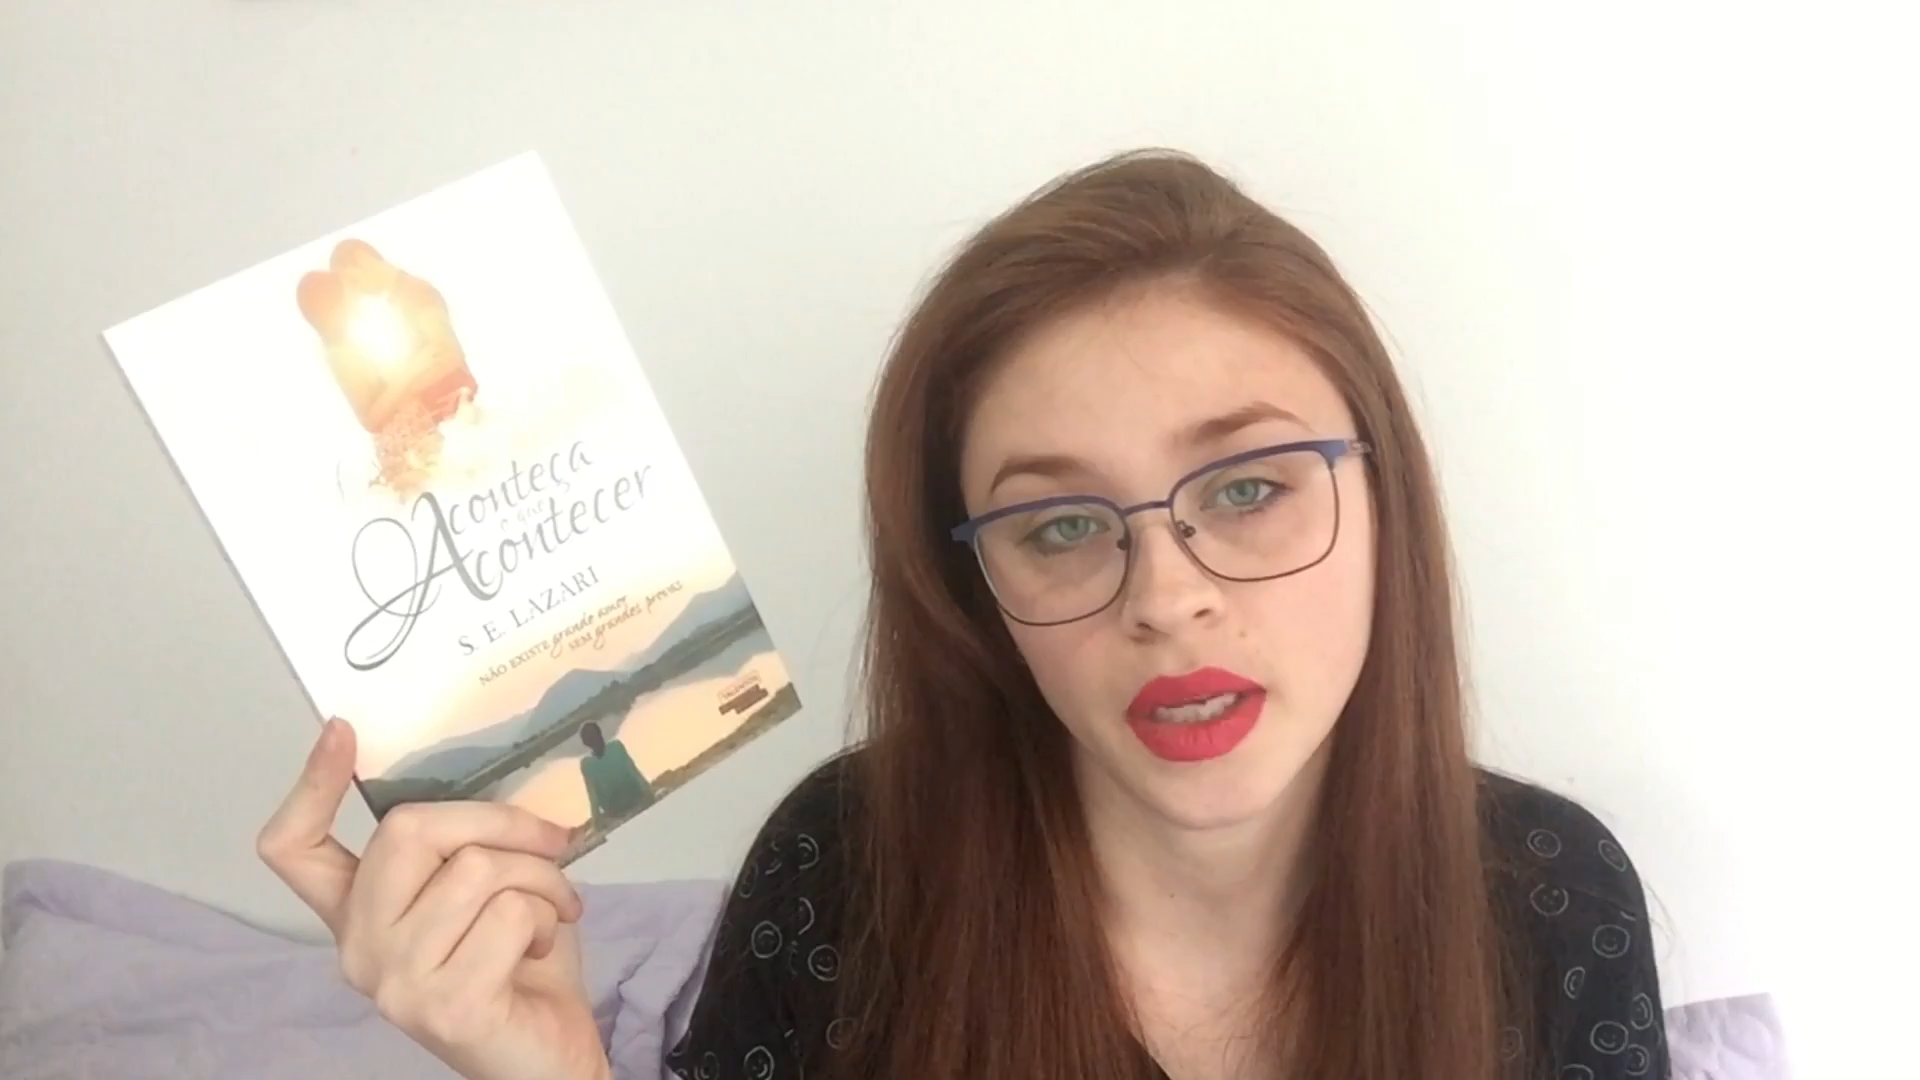 Aconteça
o que
Acontecer
S. E. LAZARI
NÃO EXISTE grande amor
SEM grandes provas